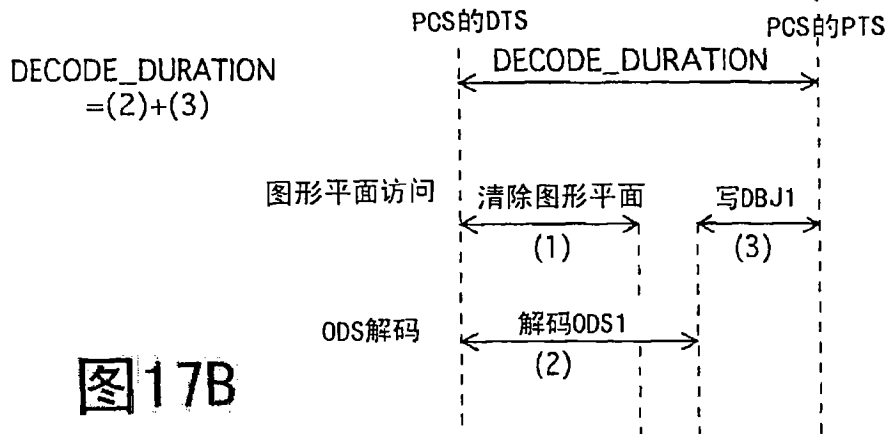 PCS的DTS
PCS的PTS
DECODE_DURATION
=(2)+(3)
DECODE_DURATION
图形平面访问
清除图形平面
写DBJ1
(1)
(3)
ODS解码
解码ODS1
(2)
图17B